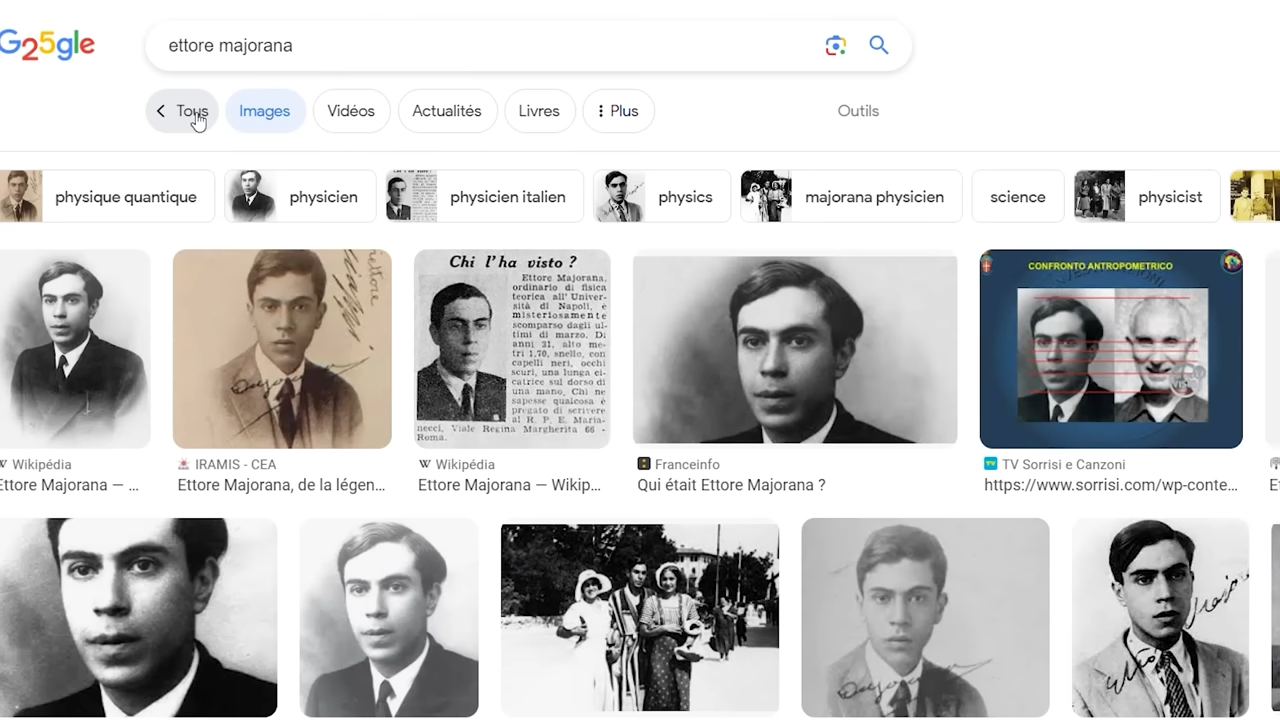 G25gle
ettore majorana
Tous
Images
Vidéos
Actualités
Livres
Plus
Outils
physique quantique
physicien
physicien italien
physics
majorana physicien
science
physicist
Chi l'ha visto ?
Ettore Majorana,
ordinario di fisica
teorica all' Univer-
sità di Napoli, è
misteriosamente
scomparso dagli ul-
timi di marzo. Di
anni 31, alto me-
tri 1,70, snello, con
capelli neri, occhi
scuri, una lunga ci-
catrice sul dorso di
una mano. Chi ne
sapesse qualcosa è
pregato di scrivere
al R. P. E. Maria-
necci, Viale Regina Margherita 66 -
Roma.
CONFRONTO ANTROPOMETRICO
Wikipédia
Ettore Majorana — ...
IRAMIS - CEA
Ettore Majorana, de la légen...
W Wikipédia
Ettore Majorana — Wikip...
Franceinfo
Qui était Ettore Majorana ?
TV Sorrisi e Canzoni
https://www.sorrisi.com/wp-conte...